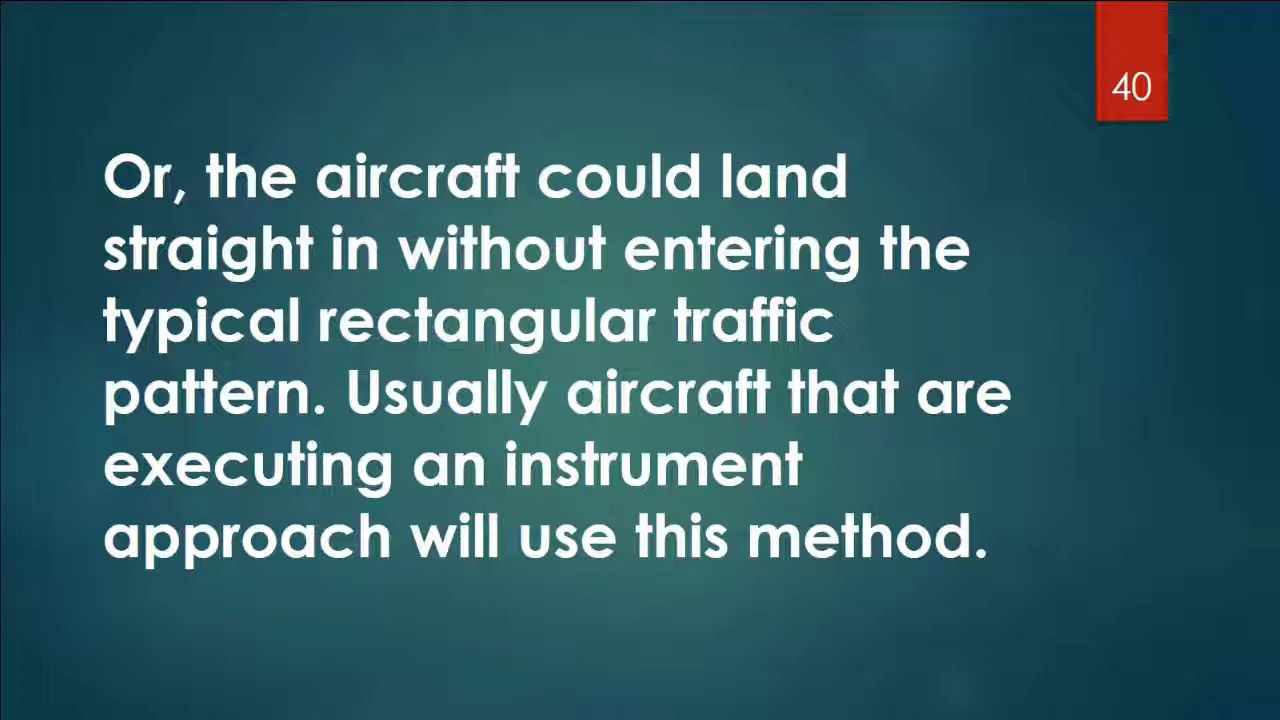 40
Or, the aircraft could land
straight in without entering the
typical rectangular traffic
pattern. Usually aircraft that are
executing an instrument
approach will use this method.